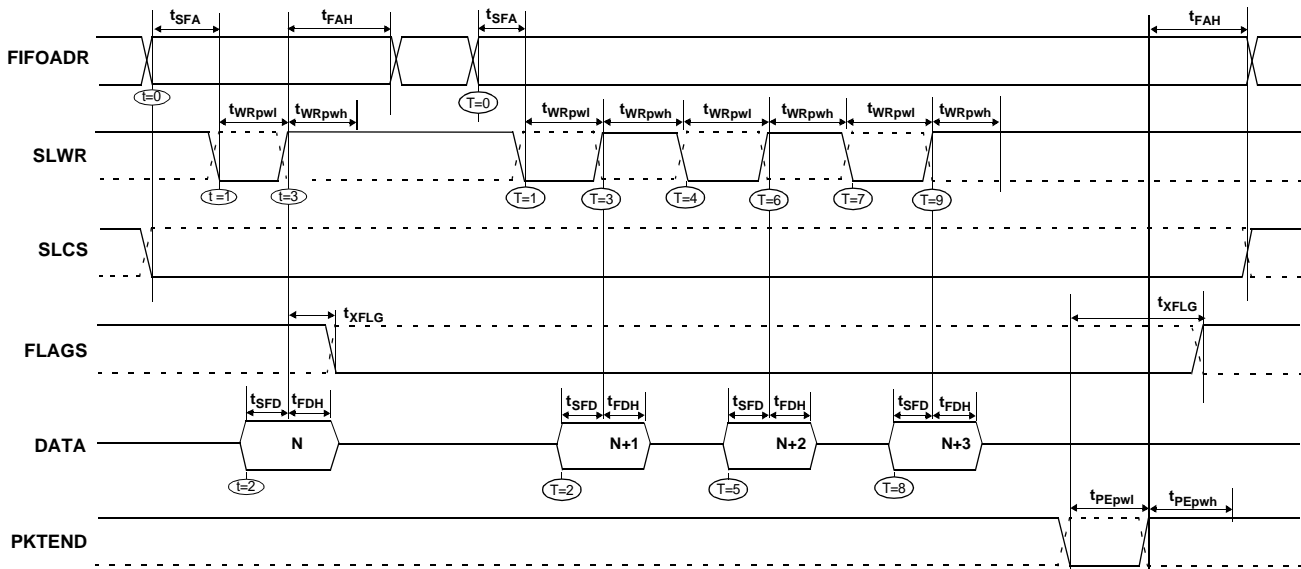 tSFA tFAH tSFA tFAH
FIFOADR
t=0 T=0
tWRpwl tWRpwh tWRpwl tWRpwh tWRpwl tWRpwh tWRpwl tWRpwh
SLWR
t=1 t=3 T=1 T=3 T=4 T=6 T=7 T=9
SLCS
tXFLG tXFLG
FLAGS
tSFD tFDH tSFD tFDH tSFD tFDH tSFD tFDH
DATA N N+1 N+2 N+3
t=2 T=2 T=5 T=8
tPEpwl tPEpwh
PKTEND